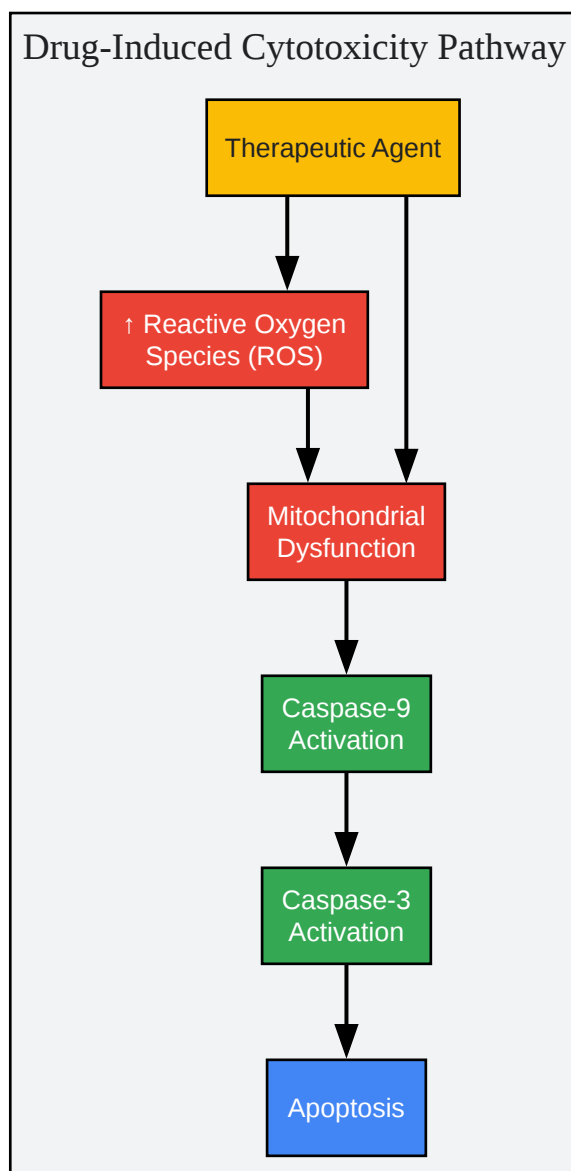 Drug-Induced Cytotoxicity Pathway
Therapeutic Agent
↑ Reactive Oxygen
Species (ROS)
Mitochondrial
Dysfunction
Caspase-9
Activation
Caspase-3
Activation
Apoptosis